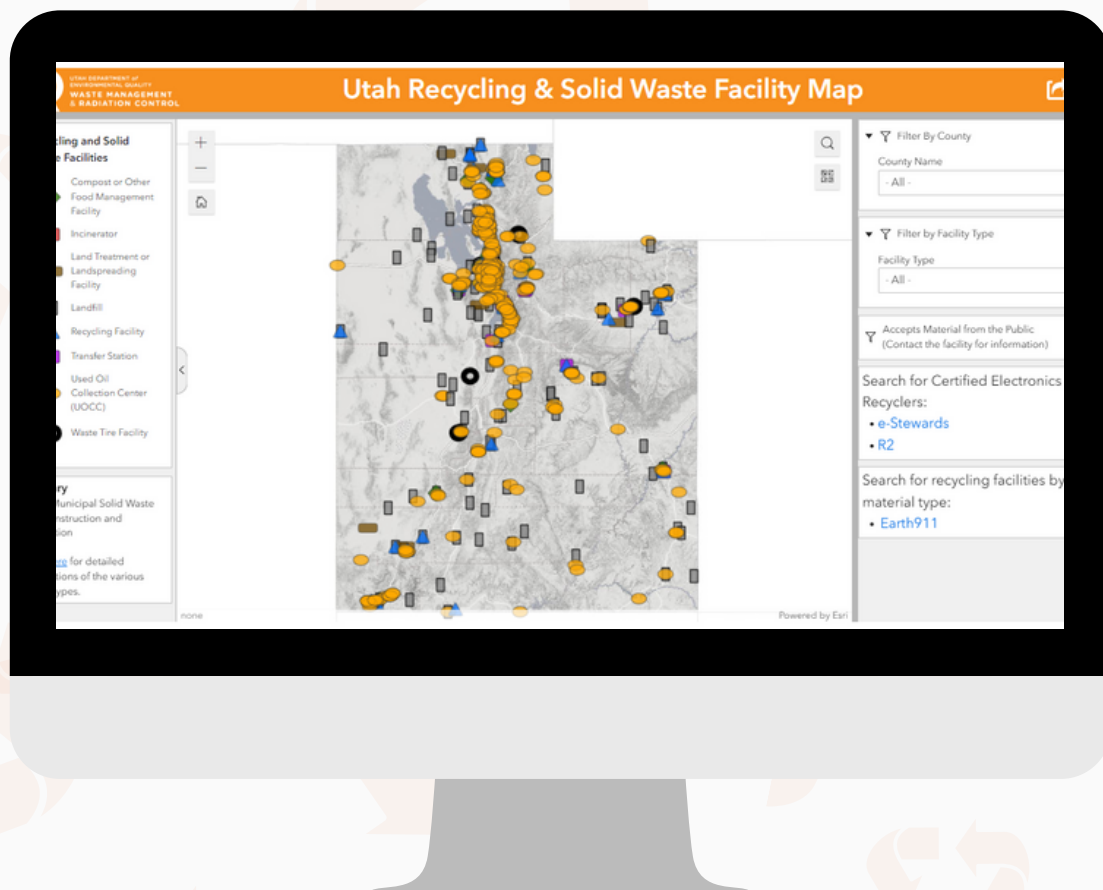 UTAH DEPARTMENT of
ENVIRONMENTAL QUALITY
WASTE MANAGEMENT
& RADIATION CONTROL
Utah Recycling & Solid Waste Facility Map
cling and Solid
e Facilities
Compost or Other
Food Management
Facility
Incinerator
Land Treatment or
Landspreading
Facility
Landfill
Recycling Facility
Transfer Station
Used Oil
Collection Center
(UOCC)
Waste Tire Facility
ry
Municipal Solid Waste
nstruction and
ion
ere for detailed
tions of the various
ypes.
none
Powered by Esri
Filter By County
County Name
- All -
Filter by Facility Type
Facility Type
- All -
Accepts Material from the Public
(Contact the facility for information)
Search for Certified Electronics
Recyclers:
• e-Stewards
• R2
Search for recycling facilities by
material type:
• Earth911